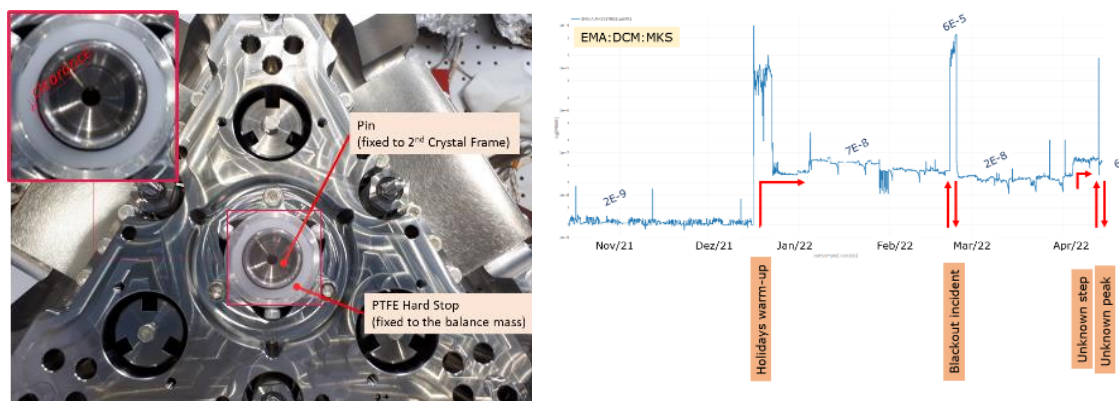 Clearance
Pin
(fixed to 2nd Crystal Frame)
PTFE Hard Stop
(fixed to the balance mass)
EMA:DCM:MKS
2E-9
7E-8
6E-5
2E-8
6
Nov/21
Dez/21
Jan/22
Feb/22
Mar/22
Apr/22
Holidays warm-up
Blackout incident
Unknown step
Unknown peak